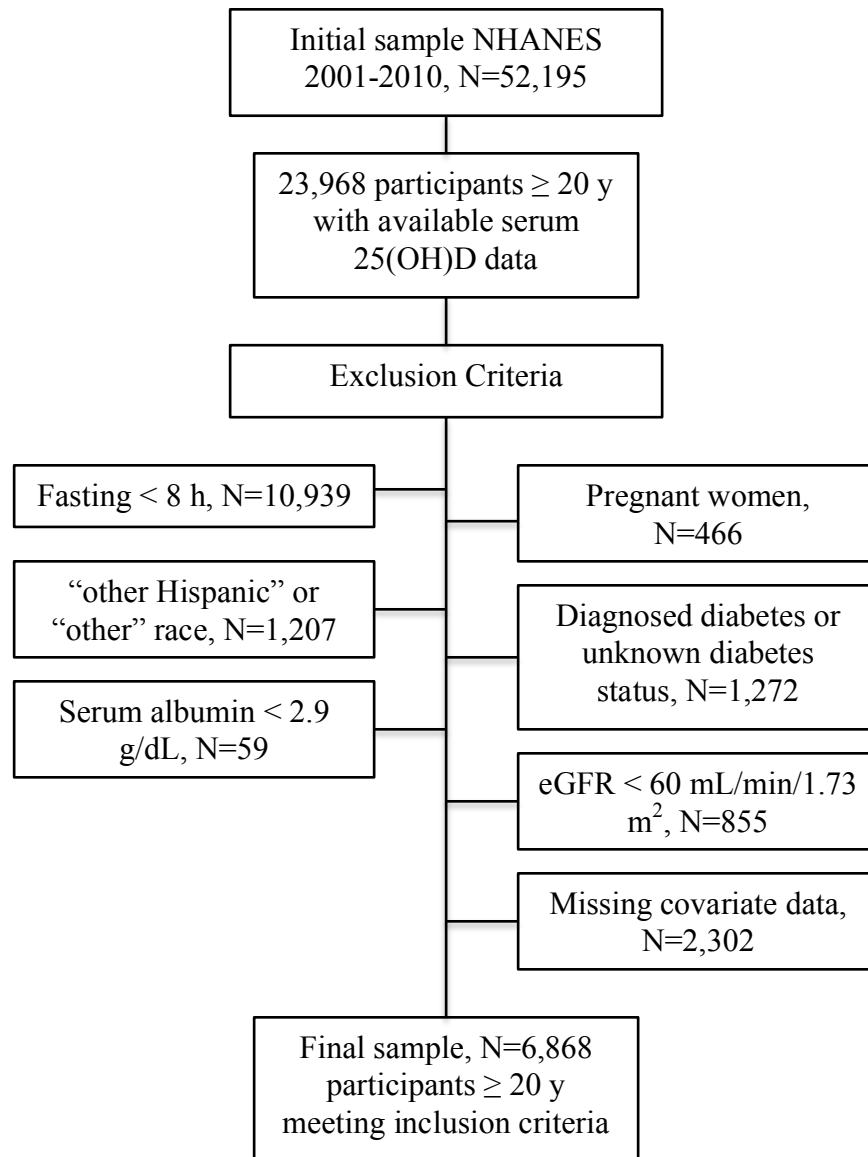 Initial sample NHANES
2001-2010, N=52,195
23,968 participants ≥ 20 y
with available serum
25(OH)D data
Exclusion Criteria
Fasting < 8 h, N=10,939
Pregnant women,
N=466
“other Hispanic” or
“other” race, N=1,207
Diagnosed diabetes or
unknown diabetes
status, N=1,272
Serum albumin < 2.9
g/dL, N=59
eGFR < 60 mL/min/1.73
m², N=855
Missing covariate data,
N=2,302
Final sample, N=6,868
participants ≥ 20 y
meeting inclusion criteria